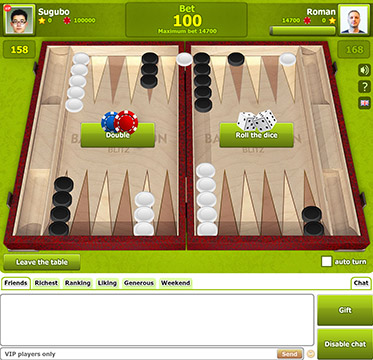 Sugubo
0 100000
Bet
100
Maximum bet 14700
Roman
14700 0
158
168
?
Double
Roll the dice
BLITZ
Leave the table
auto turn
Friends Richest Ranking Liking Generous Weekend Chat
Gift
Disable chat
VIP players only
Send